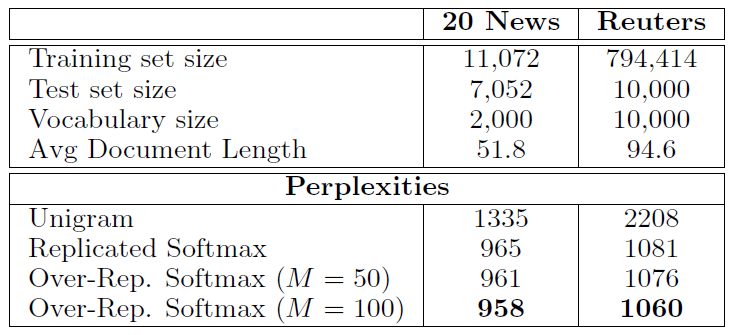 20 News Reuters
Training set size 11,072 794,414
Test set size 7,052 10,000
Vocabulary size 2,000 10,000
Avg Document Length 51.8 94.6
Perplexities
Unigram 1335 2208
Replicated Softmax 965 1081
Over-Rep. Softmax (M = 50) 961 1076
Over-Rep. Softmax (M = 100) 958 1060